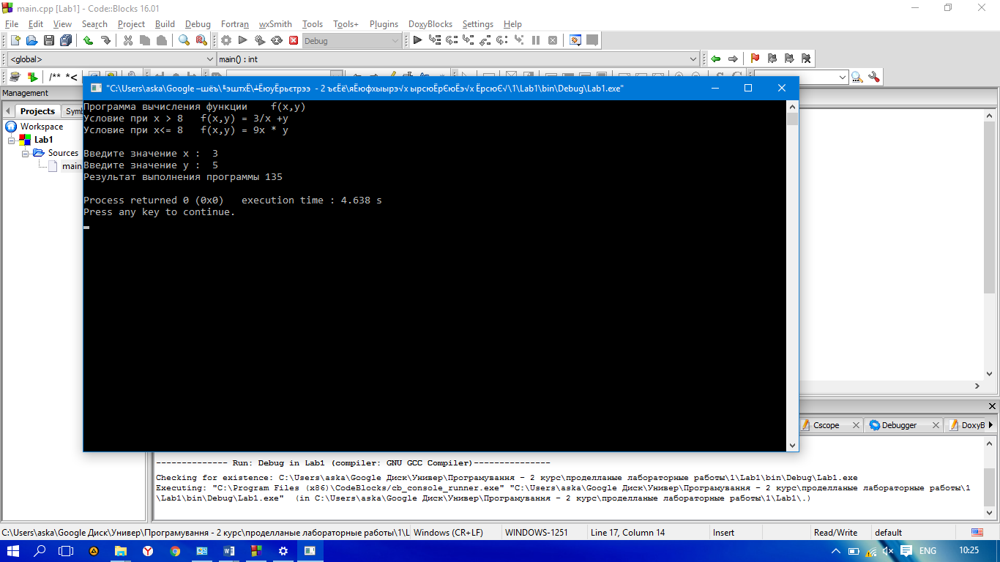 main.cpp [Lab1] - Code::Blocks 16.01
File Edit View Search Project Build Debug Fortran wxSmith Tools Tools+ Plugins DoxyBlocks Settings Help
Debug
<global> main() : int
/** *<
Management
"C:\Users\aska\Google –шёъ\╙эштхЁ\╧ЁюуЁрьєтрээ  - 2 ъєЁё\яЁюфхыырэ√х ырсюЁрЄюЁэ√х ЁрсюЄ√\1\Lab1\bin\Debug\Lab1.exe"
Projects Symb
Workspace
Lab1
Sources
main
Программа вычисления функции    f(x,y)
Условие при x > 8   f(x,y) = 3/x +y
Условие при x<= 8   f(x,y) = 9x * y
Введите значение x :  3
Введите значение y :  5
Результат выполнения программы 135
Process returned 0 (0x0)   execution time : 4.638 s
Press any key to continue.
Cscope Debugger DoxyB
-------------- Run: Debug in Lab1 (compiler: GNU GCC Compiler)---------------
Checking for existence: C:\Users\aska\Google Диск\Универ\Програмування - 2 курс\проделланые лабораторные работы\1\Lab1\bin\Debug\Lab1.exe
Executing: "C:\Program Files (x86)\CodeBlocks/cb_console_runner.exe" "C:\Users\aska\Google Диск\Универ\Програмування - 2 курс\проделланые лабораторные работы\1
\Lab1\bin\Debug\Lab1.exe"  (in C:\Users\aska\Google Диск\Универ\Програмування - 2 курс\проделланые лабораторные работы\1\Lab1\.)
C:\Users\aska\Google Диск\Универ\Програмування - 2 курс\проделланые лабораторные работы\1\L Windows (CR+LF) WINDOWS-1251 Line 17, Column 14 Insert Read/Write default
ENG 10:25